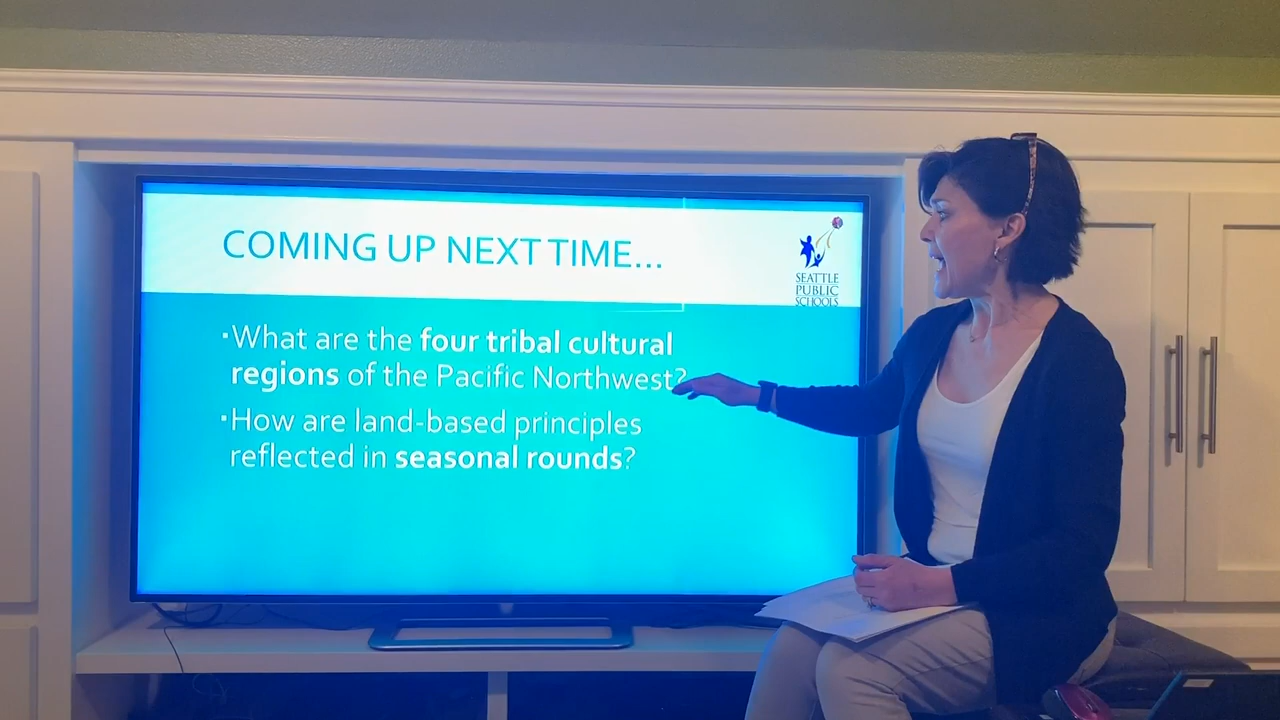 COMING UP NEXT TIME...
SEATTLE
PUBLIC
SCHOOLS
▪What are the four tribal cultural
regions of the Pacific Northwest?
▪How are land-based principles
reflected in seasonal rounds?